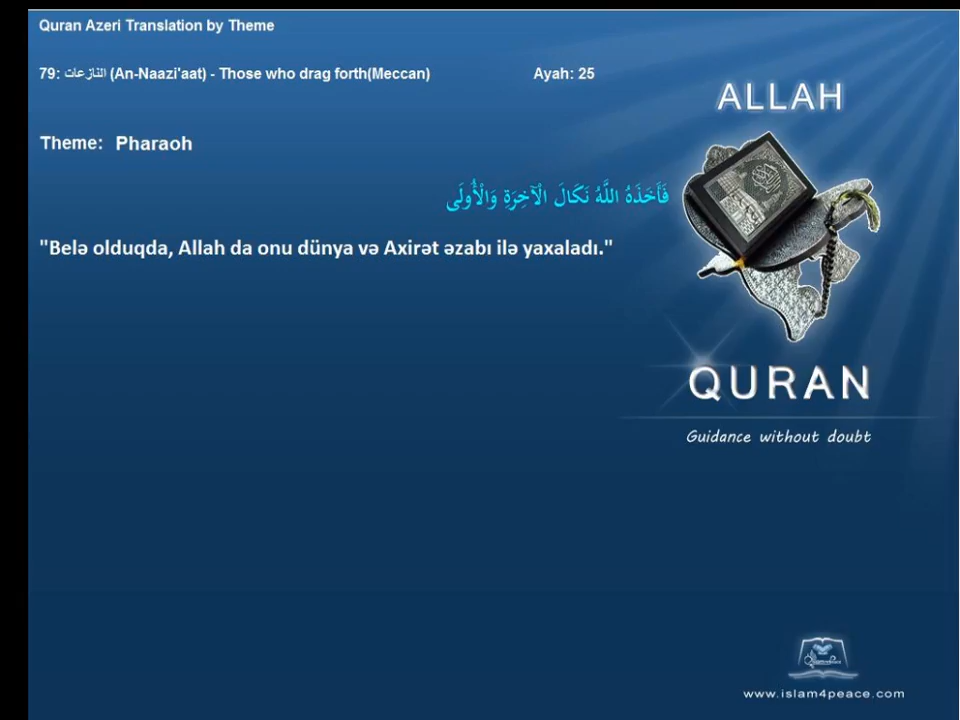 Quran Azeri Translation by Theme
79: النازعات (An-Naazi'aat) - Those who drag forth(Meccan) Ayah: 25
ALLAH
Theme: Pharaoh
فَأَخَذَهُ اللَّهُ نَكَالَ الْآخِرَةِ وَالْأُولَى
"Belə olduqda, Allah da onu dünya və Axirət əzabı ilə yaxaladı."
QURAN
Guidance without doubt
www.islam4peace.com